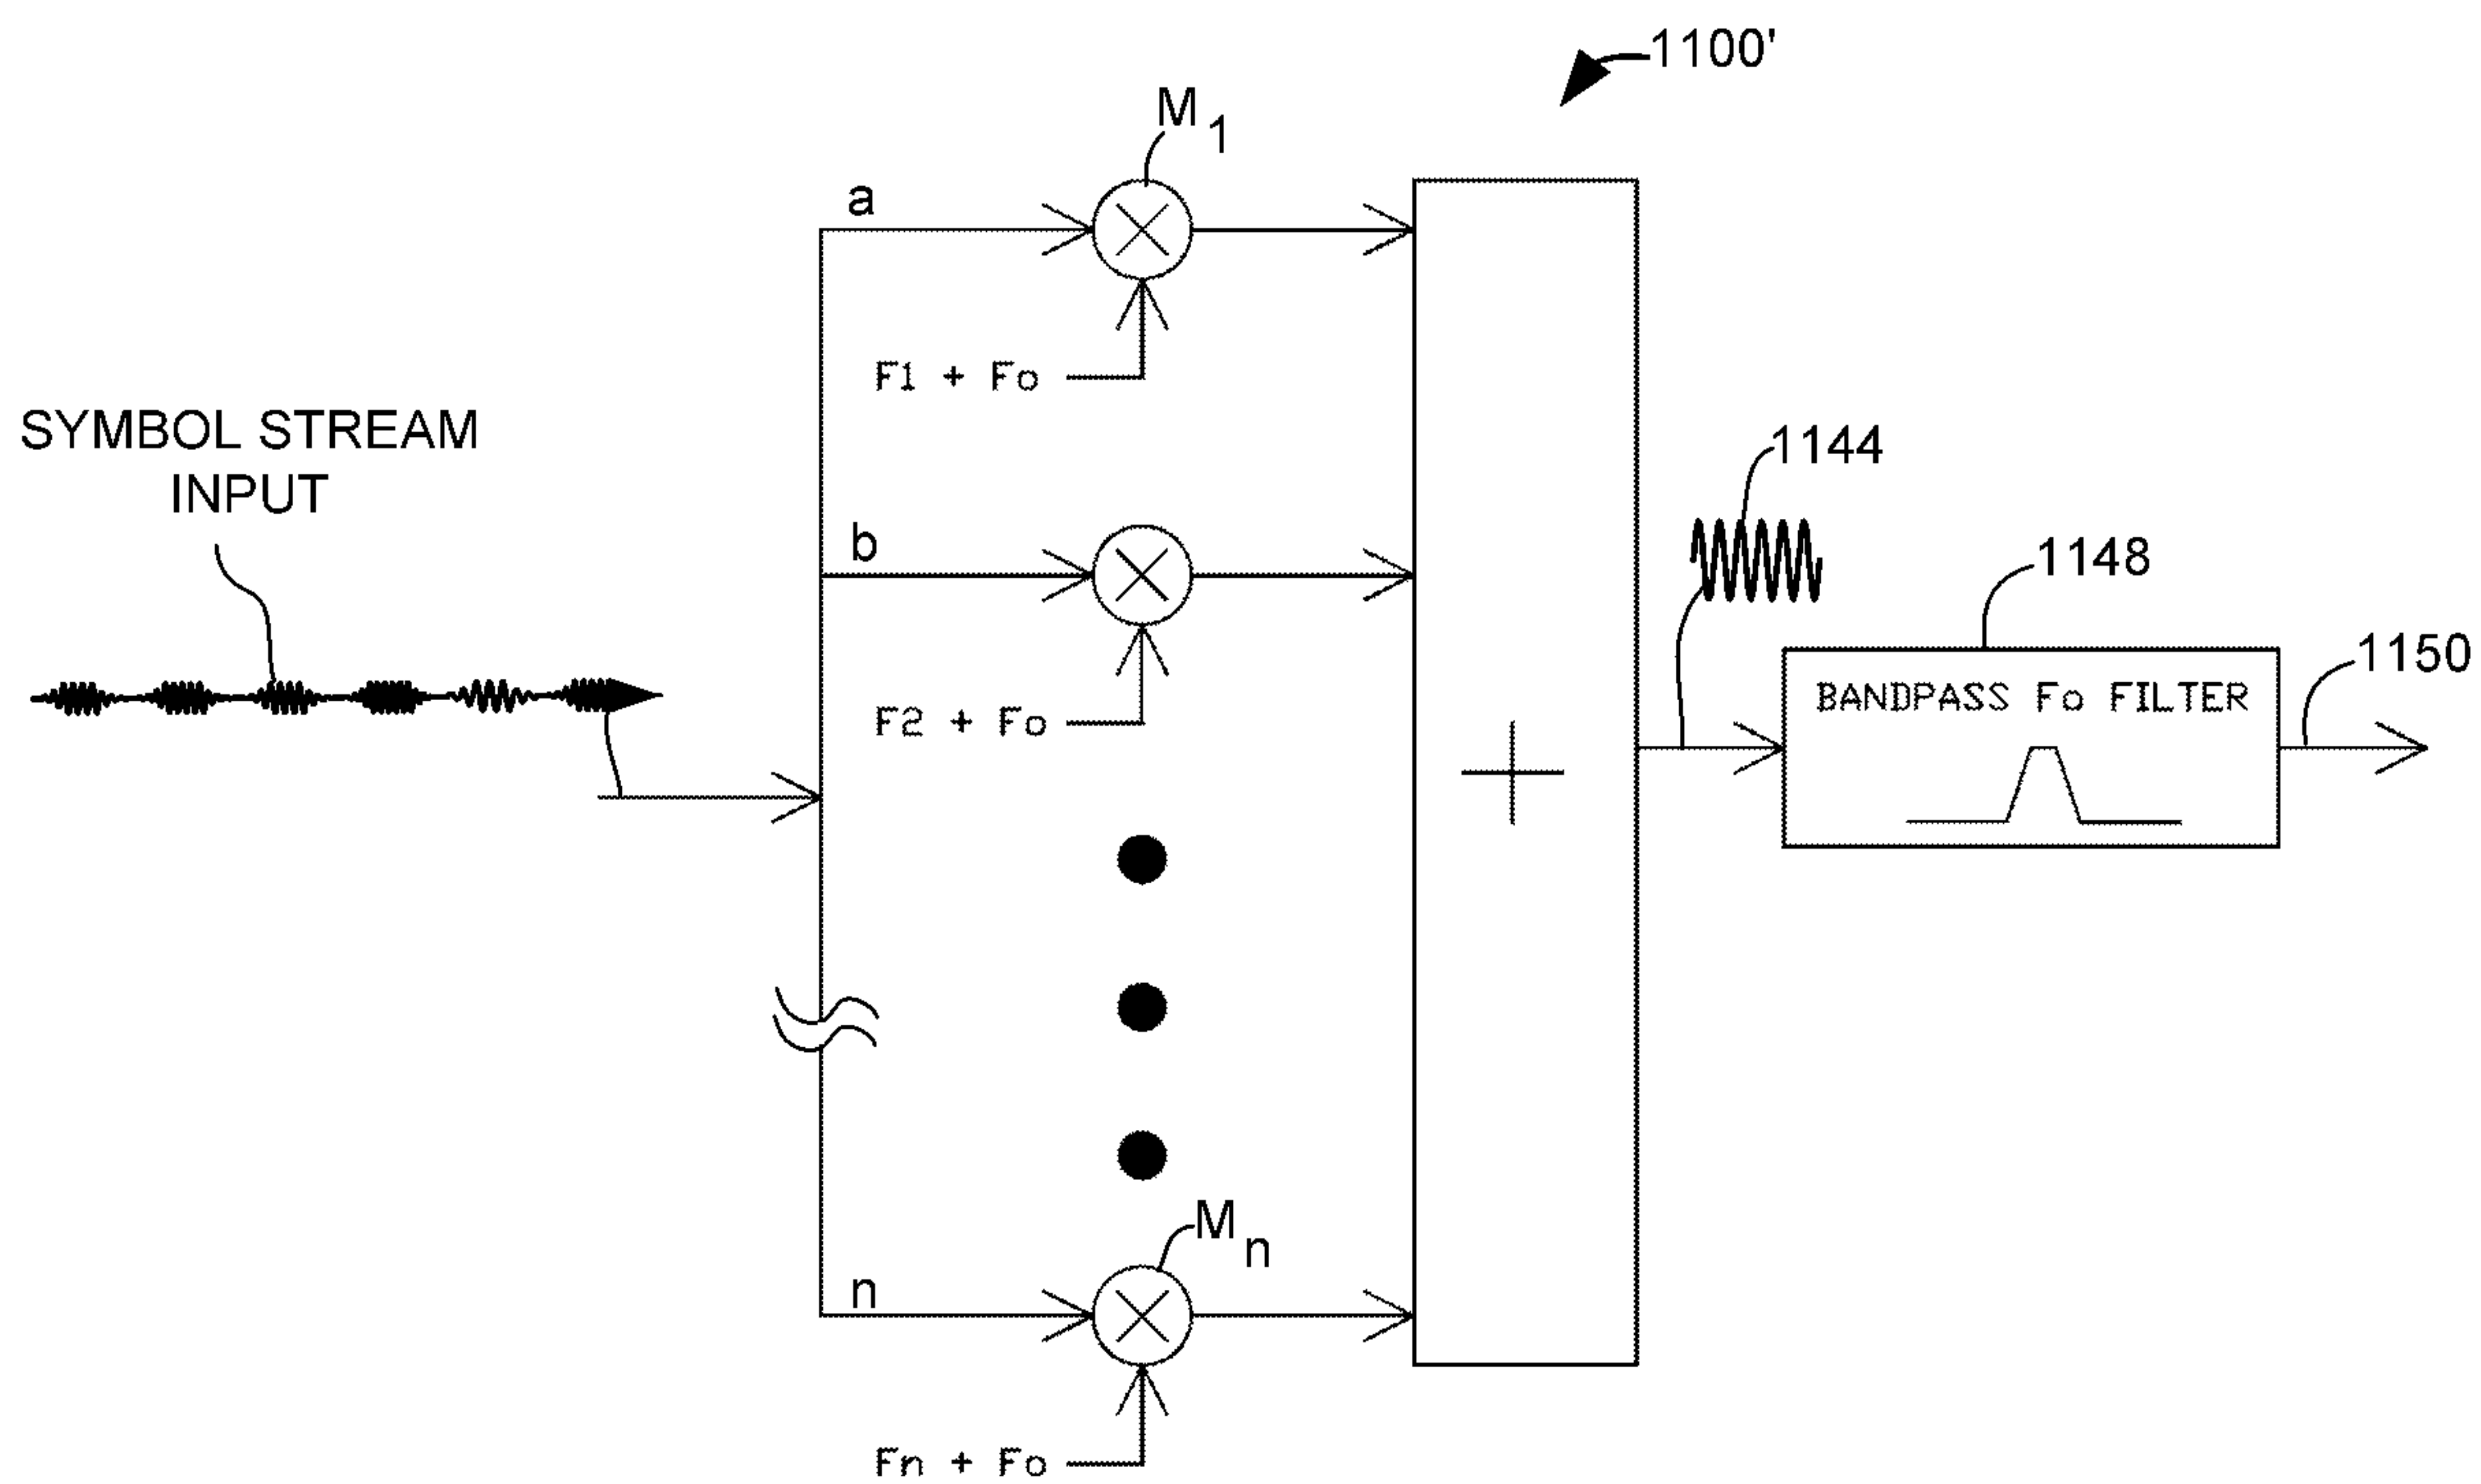 1100'
M1
a
F1 + Fo
SYMBOL STREAM
INPUT
b
F2 + Fo
1144
1148
1150
BANDPASS Fo FILTER
+
Mn
n
Fn + Fo